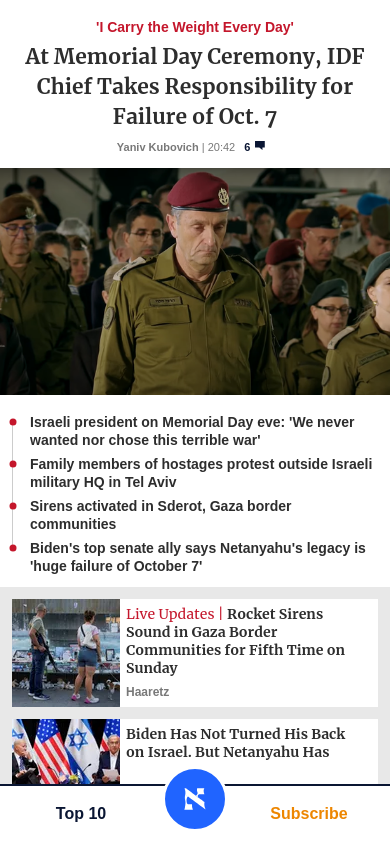 'I Carry the Weight Every Day'
At Memorial Day Ceremony, IDF
Chief Takes Responsibility for
Failure of Oct. 7
Yaniv Kubovich | 20:42 6
Israeli president on Memorial Day eve: 'We never
wanted nor chose this terrible war'
Family members of hostages protest outside Israeli
military HQ in Tel Aviv
Sirens activated in Sderot, Gaza border
communities
Biden's top senate ally says Netanyahu's legacy is
'huge failure of October 7'
Live Updates | Rocket Sirens
Sound in Gaza Border
Communities for Fifth Time on
Sunday
Haaretz
Biden Has Not Turned His Back
on Israel. But Netanyahu Has
Top 10
Subscribe